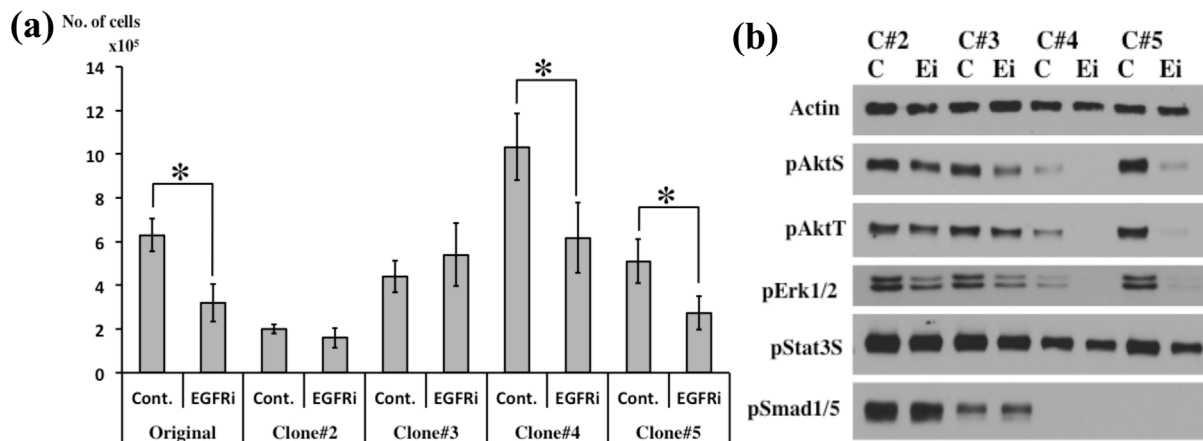 (a)
No. of cells
x10⁵
14
12
10
8
6
4
2
0
* * *
Cont. EGFRi Cont. EGFRi Cont. EGFRi Cont. EGFRi Cont. EGFRi
Original Clone#2 Clone#3 Clone#4 Clone#5
(b)
C#2 C#3 C#4 C#5
C Ei C Ei C Ei C Ei
Actin
pAktS
pAktT
pErk1/2
pStat3S
pSmad1/5